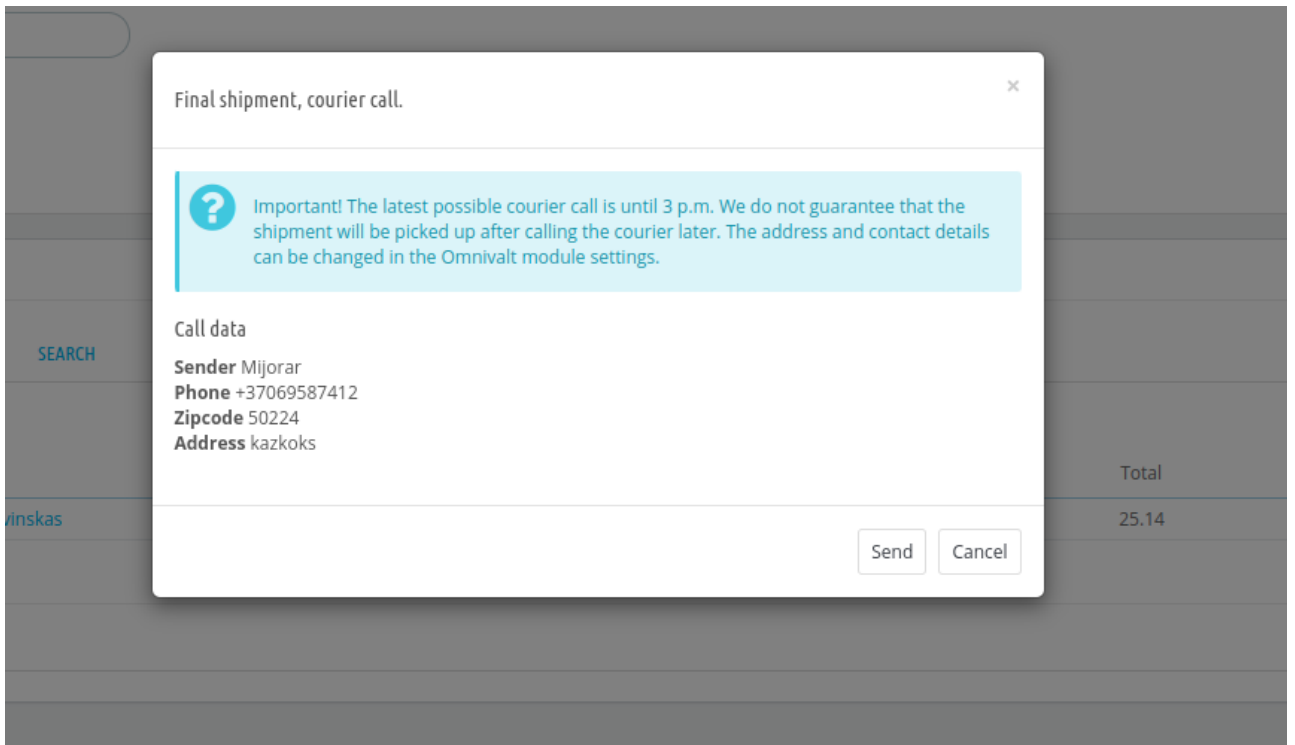 Final shipment, courier call.
×
Important! The latest possible courier call is until 3 p.m. We do not guarantee that the
shipment will be picked up after calling the courier later. The address and contact details
can be changed in the Omnivalt module settings.
Call data
SEARCH
Sender Mijorar
Phone +37069587412
Zipcode 50224
Address kazkoks
Total
vinskas
25.14
Send Cancel